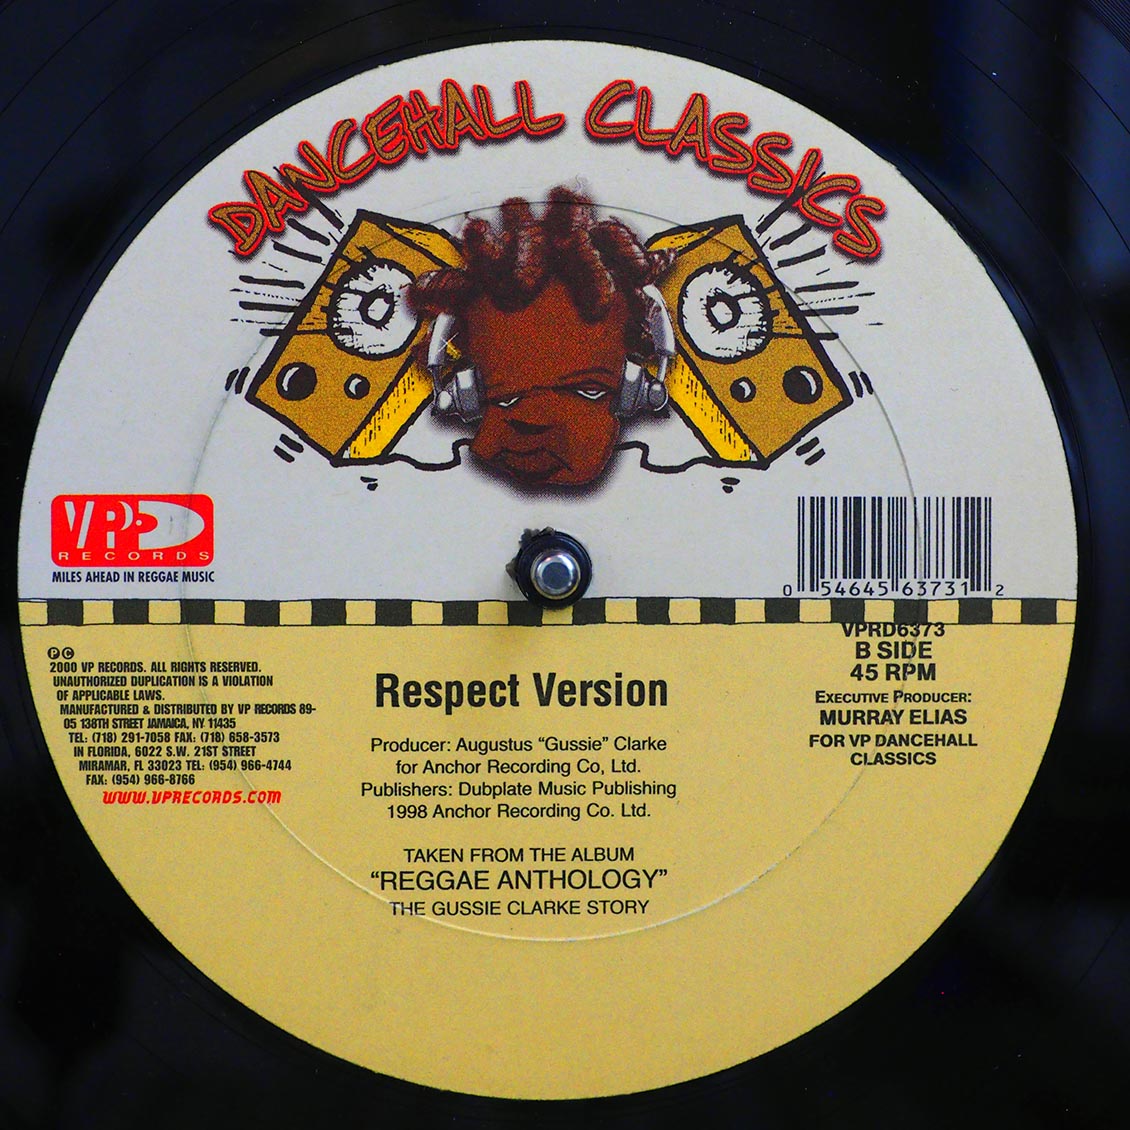 DANCEHALL CLASSICS
VP
RECORDS
MILES AHEAD IN REGGAE MUSIC
0 54645 63731 2
Ⓟ Ⓒ
2000 VP RECORDS. ALL RIGHTS RESERVED.
UNAUTHORIZED DUPLICATION IS A VIOLATION
OF APPLICABLE LAWS.
MANUFACTURED & DISTRIBUTED BY VP RECORDS 89-
05 138TH STREET JAMAICA, NY 11435
TEL: (718) 291-7058 FAX: (718) 658-3573
IN FLORIDA, 6022 S.W. 21ST STREET
MIRAMAR, FL 33023 TEL: (954) 966-4744
FAX: (954) 966-8766
WWW.VPRECORDS.COM
Respect Version
Producer: Augustus “Gussie” Clarke
for Anchor Recording Co, Ltd.
Publishers: Dubplate Music Publishing
1998 Anchor Recording Co. Ltd.
TAKEN FROM THE ALBUM
“REGGAE ANTHOLOGY”
THE GUSSIE CLARKE STORY
VPRD6373
B SIDE
45 RPM
EXECUTIVE PRODUCER:
MURRAY ELIAS
FOR VP DANCEHALL
CLASSICS